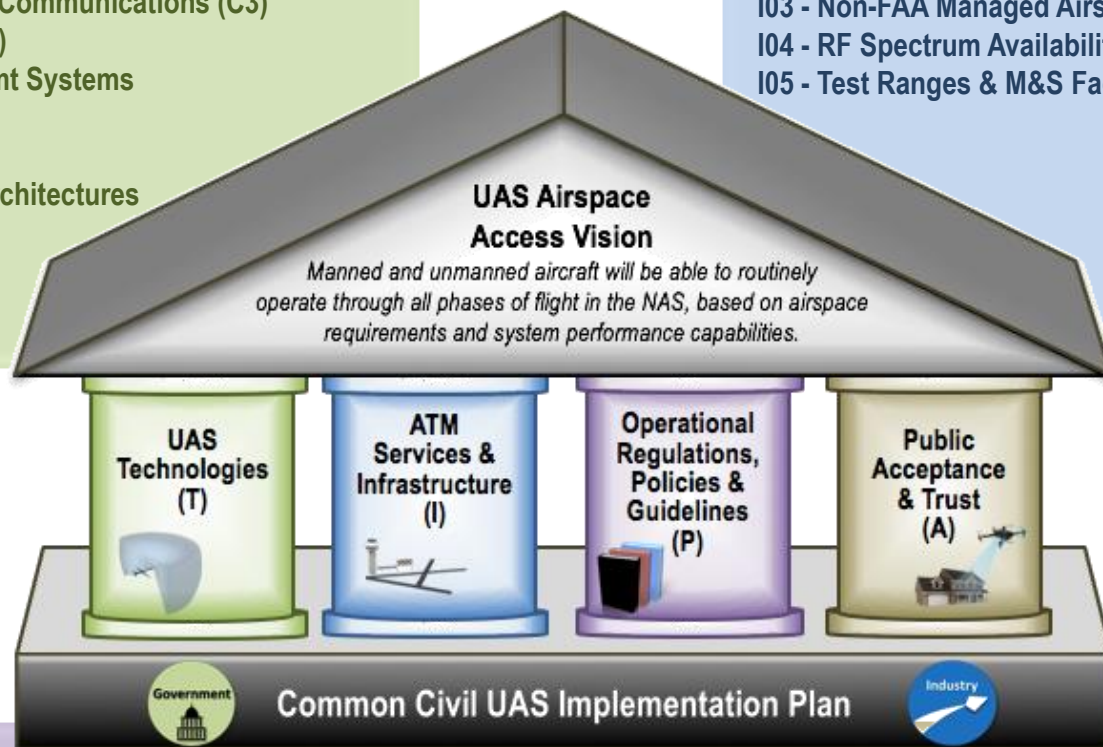 Communications (C3)
)
nt Systems
chitectures
I03 - Non-FAA Managed Airs
I04 - RF Spectrum Availabilit
I05 - Test Ranges & M&S Fa
UAS Airspace
Access Vision
Manned and unmanned aircraft will be able to routinely
operate through all phases of flight in the NAS, based on airspace
requirements and system performance capabilities.
UAS
Technologies
(T)
ATM
Services &
Infrastructure
(I)
Operational
Regulations,
Policies &
Guidelines
(P)
Public
Acceptance
& Trust
(A)
Government
Common Civil UAS Implementation Plan
Industry